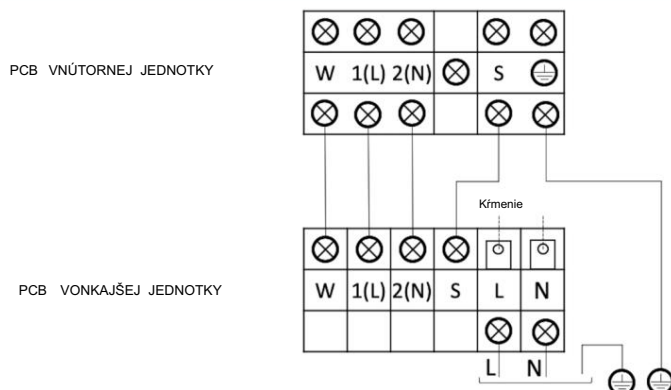 PCB VNÚTORNEJ JEDNOTKY
W 1(L) 2(N) S
Kŕmenie
PCB VONKAJŠEJ JEDNOTKY
W 1(L) 2(N) S L N
L N